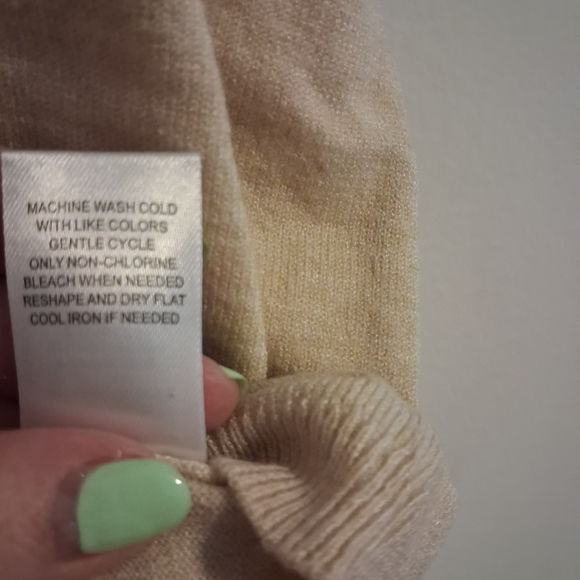 MACHINE WASH COLD
WITH LIKE COLORS
GENTLE CYCLE
ONLY NON-CHLORINE
BLEACH WHEN NEEDED
RESHAPE AND DRY FLAT
COOL IRON IF NEEDED